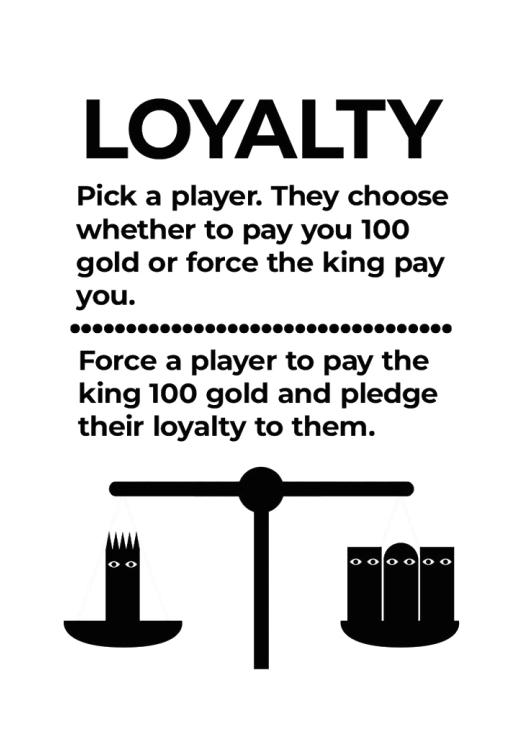 LOYALTY
Pick a player. They choose
whether to pay you 100
gold or force the king pay
you.
Force a player to pay the
king 100 gold and pledge
their loyalty to them.